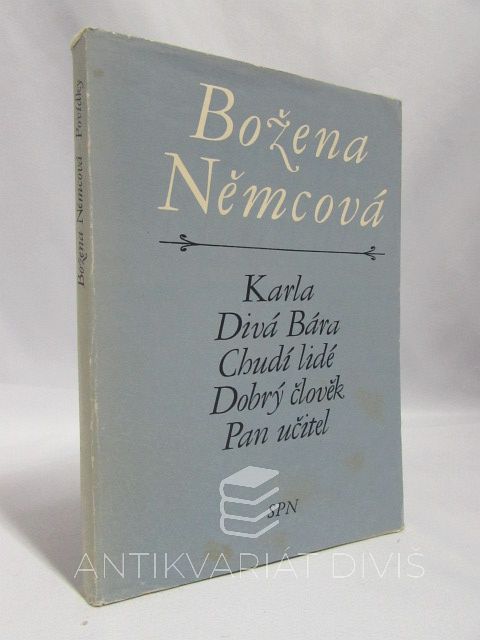 Božena
Němcová
Karla
Divá Bára
Chudí lidé
Dobrý člověk
Pan učitel
SPN
Božena Němcová Povídky
ANTIKVARIÁT DIVIŠ